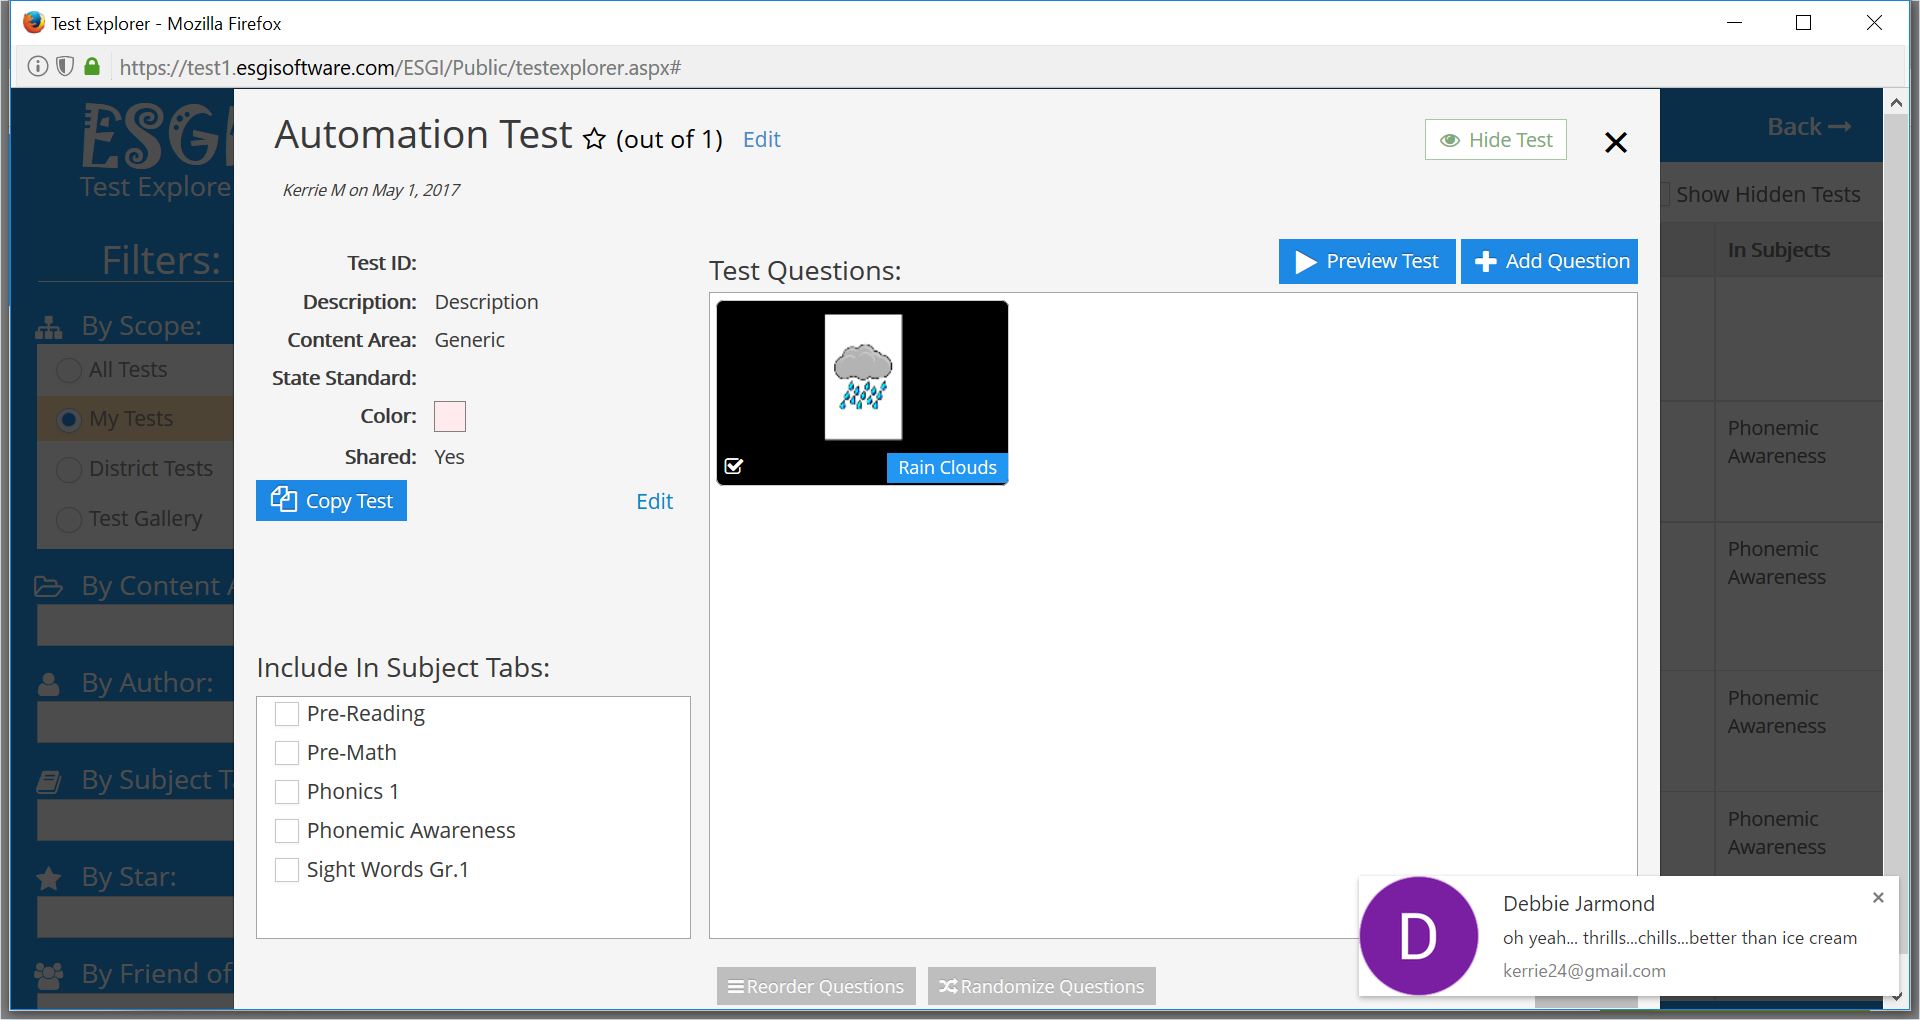 Test Explorer - Mozilla Firefox
https://test1.esgisoftware.com/ESGI/Public/testexplorer.aspx#
ESGI
Test Explore
Back
Automation Test (out of 1) Edit
Hide Test
Kerrie M on May 1, 2017
Show Hidden Tests
Filters:
In Subjects
By Scope:
All Tests
My Tests
District Tests
Test Gallery
By Content A
By Author:
By Subject T
By Star:
By Friend of
Test ID:
Description: Description
Content Area: Generic
State Standard:
Color:
Shared: Yes
Copy Test
Edit
Include In Subject Tabs:
Pre-Reading
Pre-Math
Phonics 1
Phonemic Awareness
Sight Words Gr.1
Test Questions:
Preview Test
Add Question
Rain Clouds
Reorder Questions
Randomize Questions
Phonemic
Awareness
Phonemic
Awareness
Phonemic
Awareness
Phonemic
Awareness
D
Debbie Jarmond
oh yeah... thrills...chills...better than ice cream
kerrie24@gmail.com